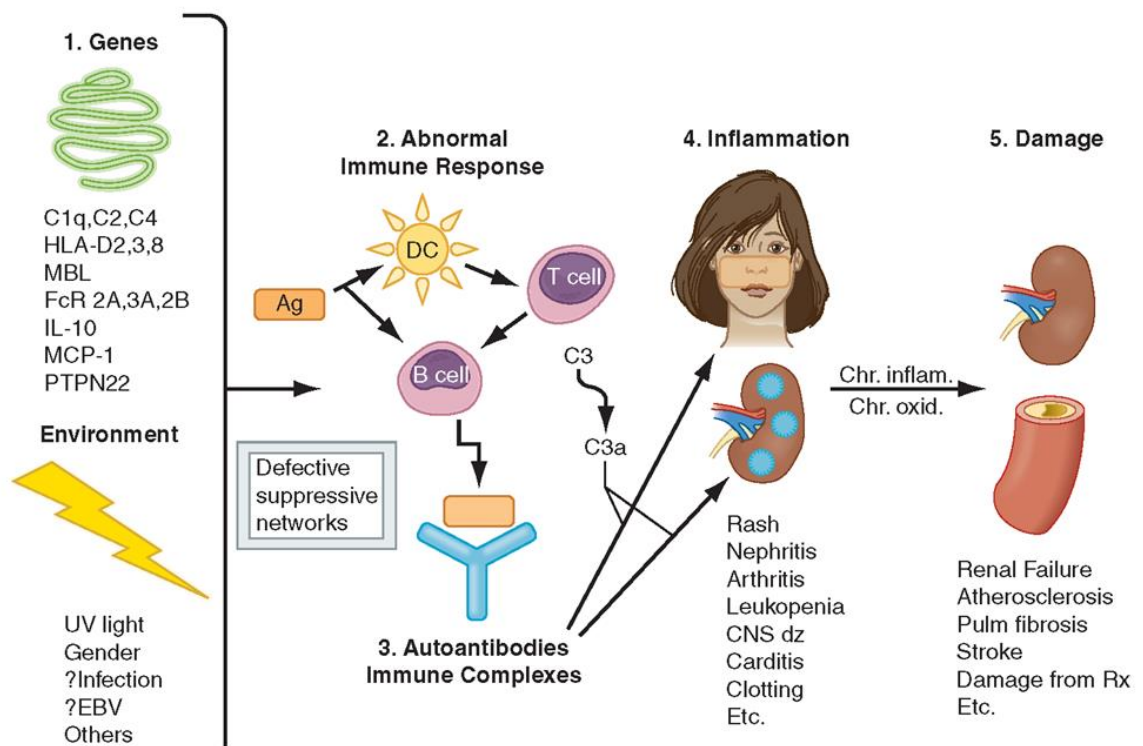 1. Genes
C1q,C2,C4
HLA-D2,3,8
MBL
FcR 2A,3A,2B
IL-10
MCP-1
PTPN22
Environment
UV light
Gender
?Infection
?EBV
Others
2. Abnormal
Immune Response
DC
Ag
T cell
B cell
Defective
suppressive
networks
C3
C3a
3. Autoantibodies
Immune Complexes
4. Inflammation
Rash
Nephritis
Arthritis
Leukopenia
CNS dz
Carditis
Clotting
Etc.
Chr. inflam.
Chr. oxid.
5. Damage
Renal Failure
Atherosclerosis
Pulm fibrosis
Stroke
Damage from Rx
Etc.